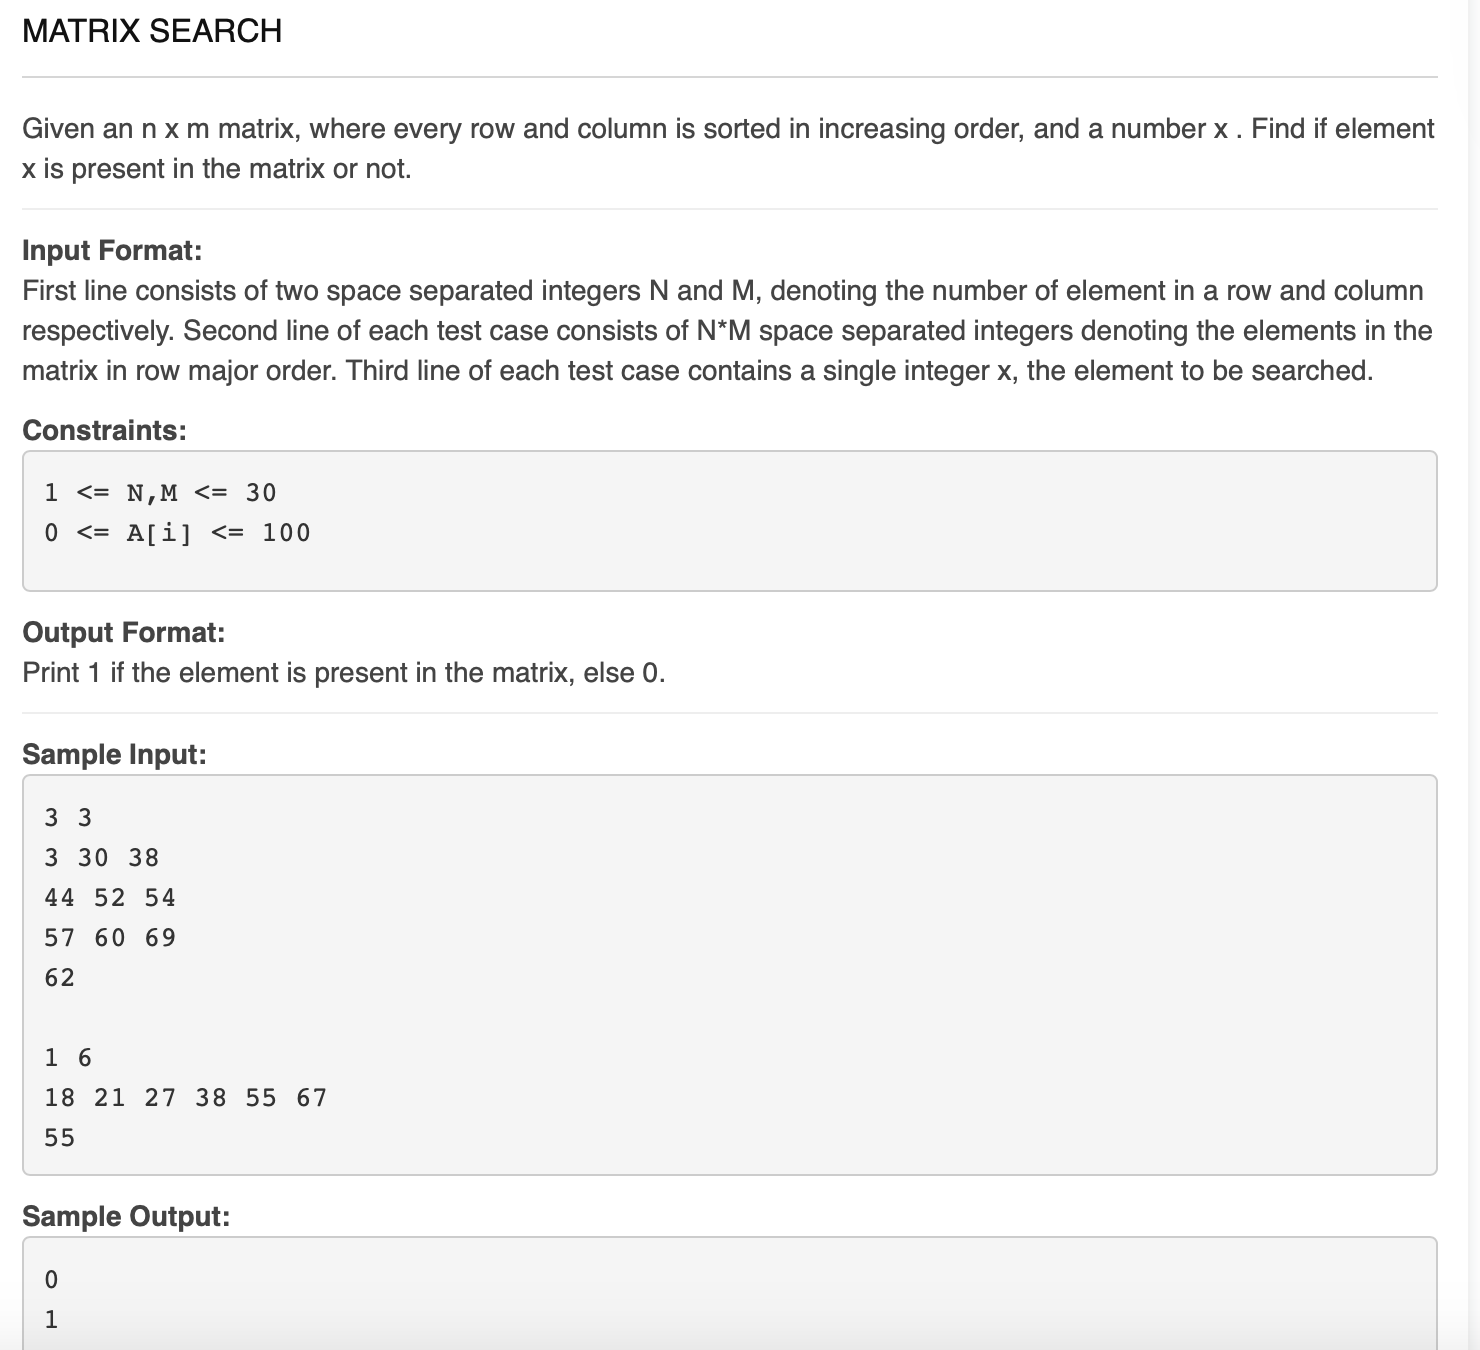 MATRIX SEARCH
Given an n x m matrix, where every row and column is sorted in increasing order, and a number x . Find if element
x is present in the matrix or not.
Input Format:
First line consists of two space separated integers N and M, denoting the number of element in a row and column
respectively. Second line of each test case consists of N*M space separated integers denoting the elements in the
matrix in row major order. Third line of each test case contains a single integer x, the element to be searched.
Constraints:
1 <= N,M <= 30
0 <= A[i] <= 100
Output Format:
Print 1 if the element is present in the matrix, else 0.
Sample Input:
3 3
3 30 38
44 52 54
57 60 69
62
1 6
18 21 27 38 55 67
55
Sample Output:
0
1